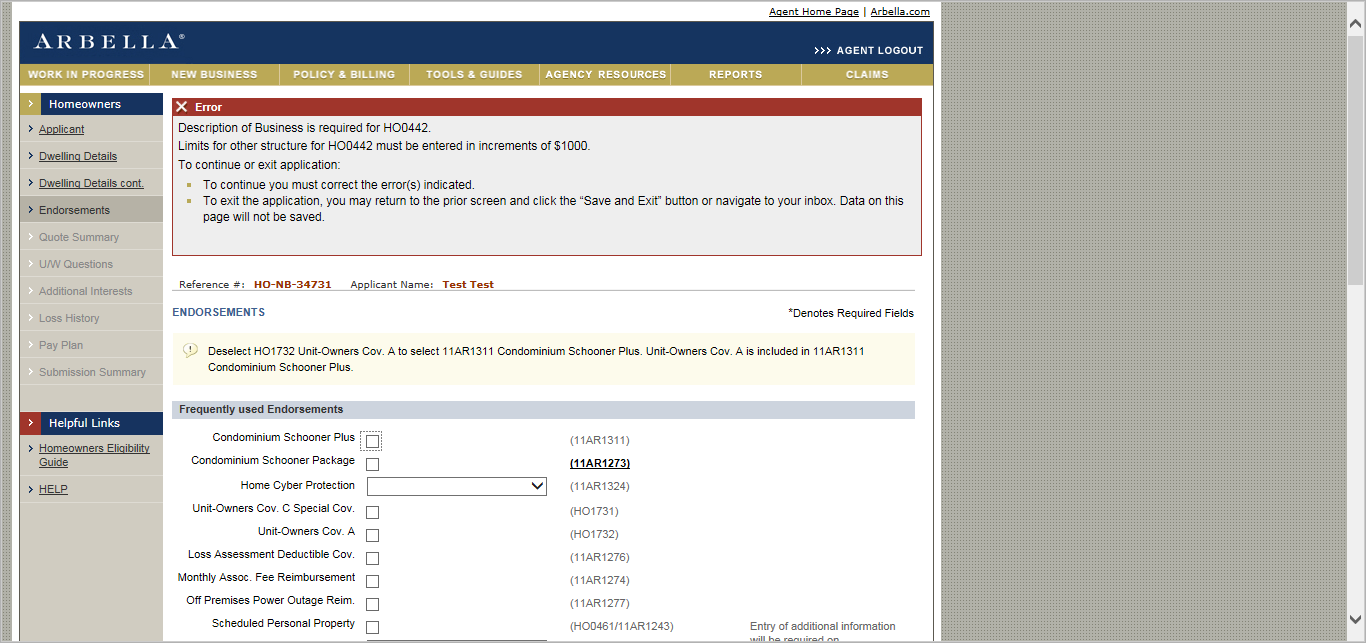 Agent Home Page | Arbella.com
ARBELLA®
>>> AGENT LOGOUT
WORK IN PROGRESS NEW BUSINESS POLICY & BILLING TOOLS & GUIDES AGENCY RESOURCES REPORTS CLAIMS
Homeowners
Applicant
Dwelling Details
Dwelling Details cont.
Endorsements
Quote Summary
U/W Questions
Additional Interests
Loss History
Pay Plan
Submission Summary
Helpful Links
Homeowners Eligibility
Guide
HELP
Error
Description of Business is required for HO0442.
Limits for other structure for HO0442 must be entered in increments of $1000.
To continue or exit application:
To continue you must correct the error(s) indicated.
To exit the application, you may return to the prior screen and click the “Save and Exit” button or navigate to your inbox. Data on this
page will not be saved.
Reference #: HO-NB-34731 Applicant Name: Test Test
ENDORSEMENTS
*Denotes Required Fields
Deselect HO1732 Unit-Owners Cov. A to select 11AR1311 Condominium Schooner Plus. Unit-Owners Cov. A is included in 11AR1311
Condominium Schooner Plus.
Frequently used Endorsements
Condominium Schooner Plus (11AR1311)
Condominium Schooner Package (11AR1273)
Home Cyber Protection (11AR1324)
Unit-Owners Cov. C Special Cov. (HO1731)
Unit-Owners Cov. A (HO1732)
Loss Assessment Deductible Cov. (11AR1276)
Monthly Assoc. Fee Reimbursement (11AR1274)
Off Premises Power Outage Reim. (11AR1277)
Scheduled Personal Property (HO0461/11AR1243) Entry of additional information
will be required on